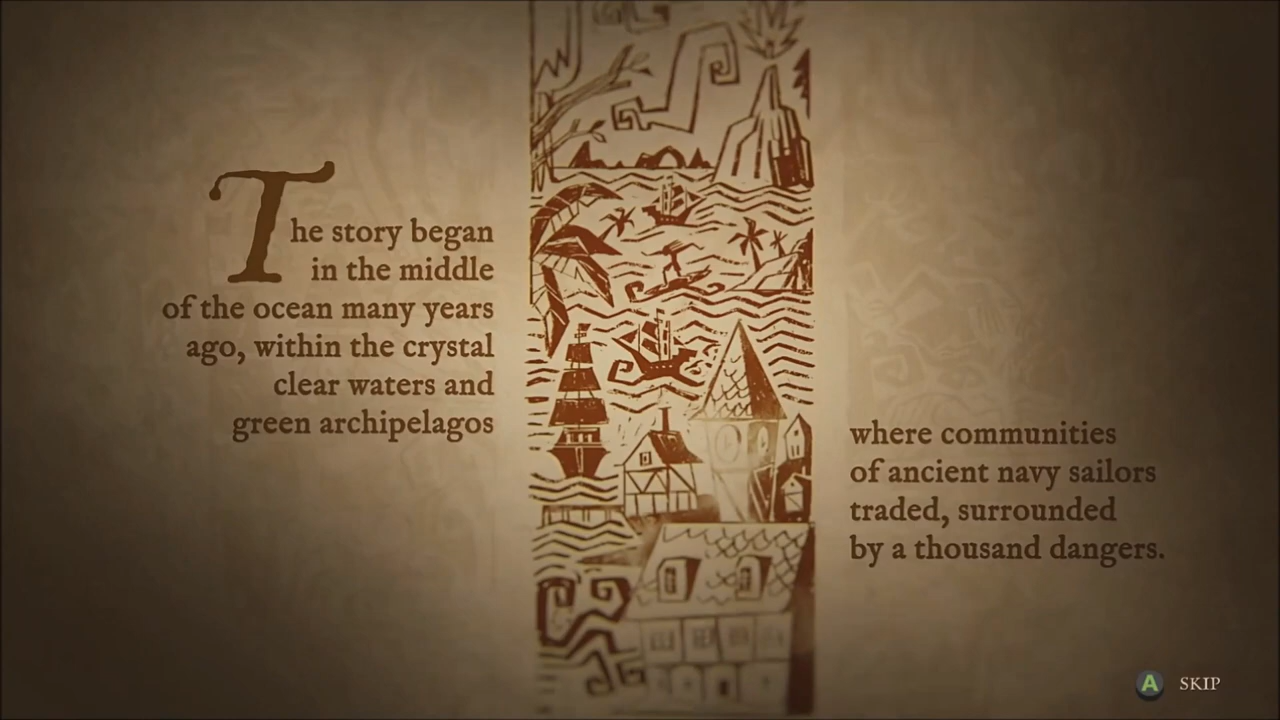 The story began
in the middle
of the ocean many years
ago, within the crystal
clear waters and
green archipelagos
where communities
of ancient navy sailors
traded, surrounded
by a thousand dangers.
A SKIP